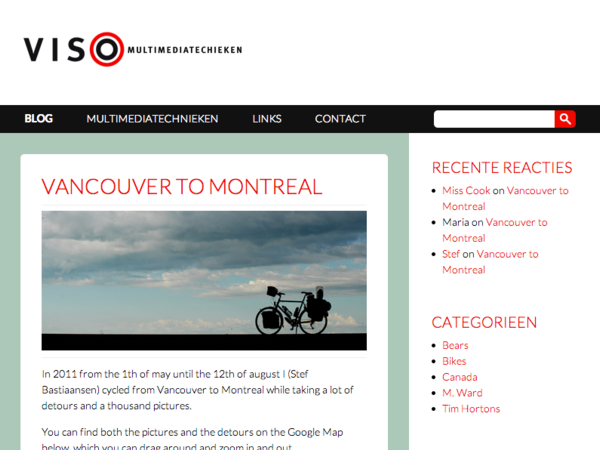 VISO MULTIMEDIATECHIEKEN
BLOG MULTIMEDIATECHNIEKEN LINKS CONTACT
VANCOUVER TO MONTREAL
In 2011 from the 1th of may until the 12th of august I (Stef
Bastiaansen) cycled from Vancouver to Montreal while taking a lot of
detours and a thousand pictures.
You can find both the pictures and the detours on the Google Map
below, which you can drag around and zoom in and out.
RECENTE REACTIES
Miss Cook on Vancouver to
Montreal
Maria on Vancouver to
Montreal
Stef on Vancouver to
Montreal
CATEGORIEEN
Bears
Bikes
Canada
M. Ward
Tim Hortons